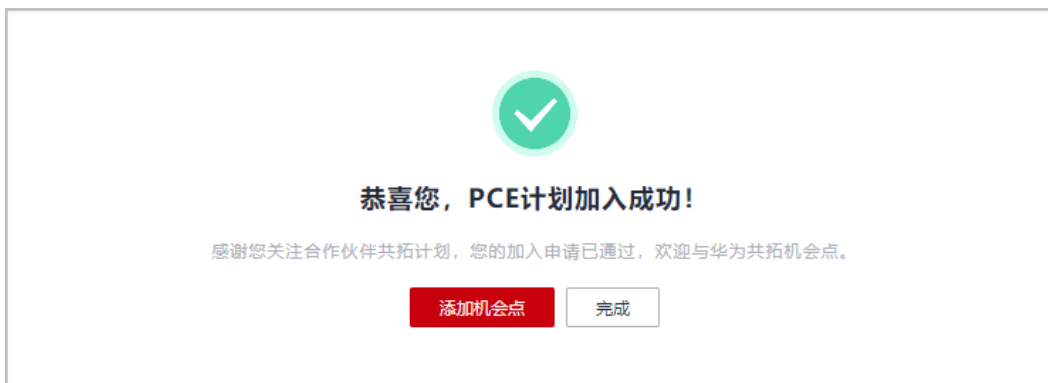 恭喜您，PCE计划加入成功！
感谢您关注合作伙伴共拓计划，您的加入申请已通过，欢迎与华为共拓机会点。
添加机会点 完成